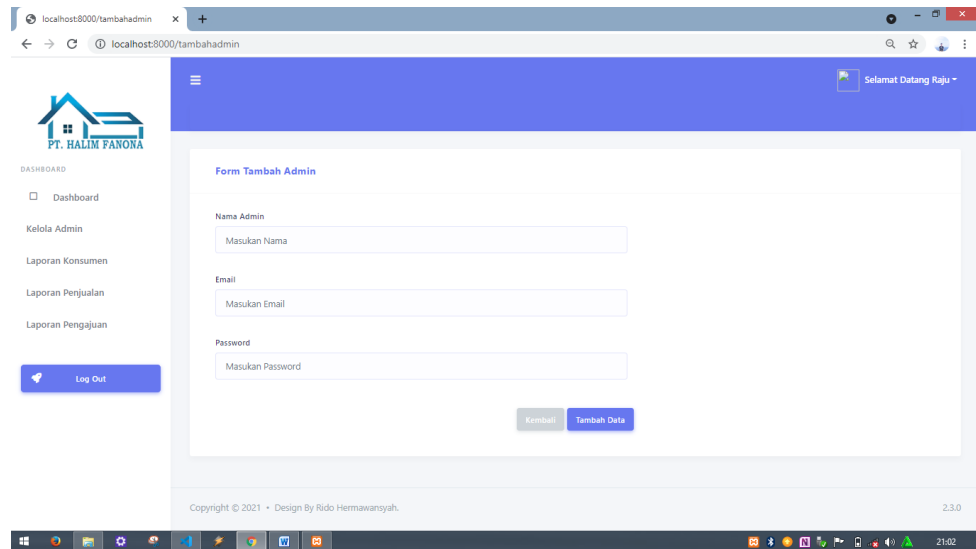 localhost:8000/tambahadmin
localhost:8000/tambahadmin
Selamat Datang Raju
PT. HALIM FANONA
DASHBOARD
Dashboard
Kelola Admin
Laporan Konsumen
Laporan Penjualan
Laporan Pengajuan
Log Out
Form Tambah Admin
Nama Admin
Masukan Nama
Email
Masukan Email
Password
Masukan Password
Kembali Tambah Data
Copyright © 2021 • Design By Rido Hermawansyah. 2.3.0
21:02